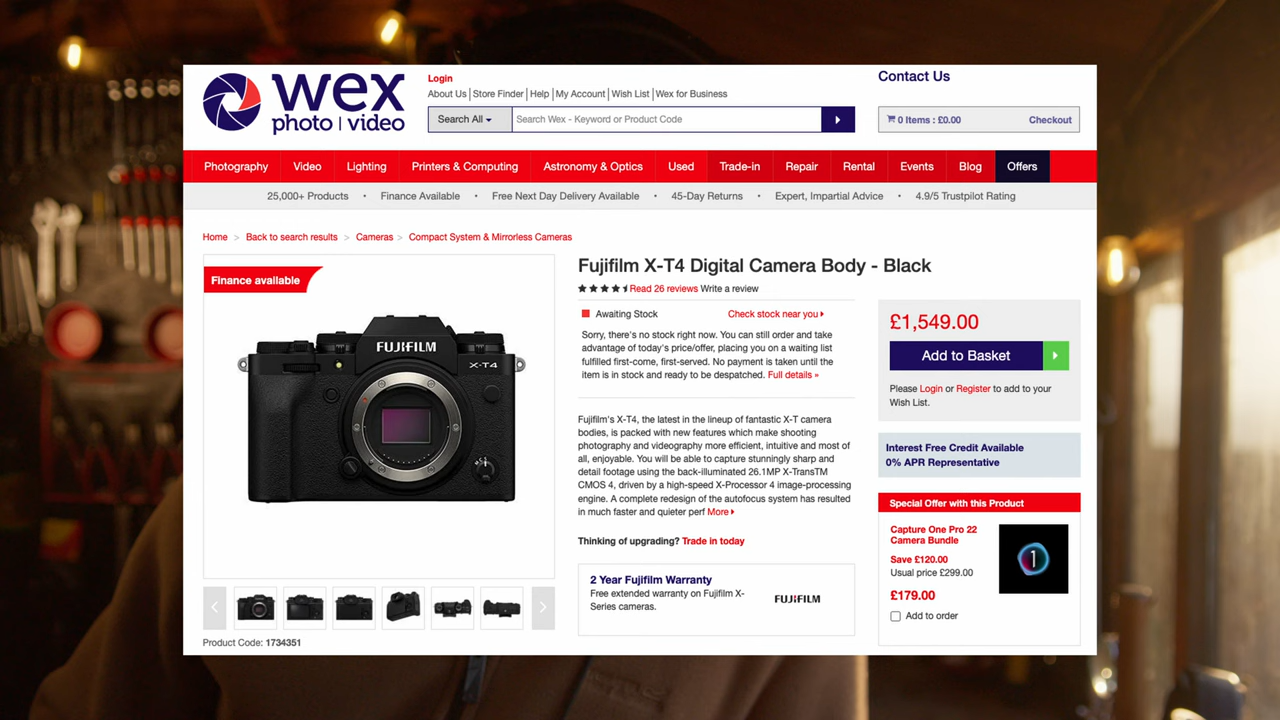 wex
photo | video
Login
About Us | Store Finder | Help | My Account | Wish List | Wex for Business
Search All
Search Wex - Keyword or Product Code
Contact Us
0 Items : £0.00
Checkout
Photography Video Lighting Printers & Computing Astronomy & Optics Used Trade-in Repair Rental Events Blog Offers
25,000+ Products • Finance Available • Free Next Day Delivery Available • 45-Day Returns • Expert, Impartial Advice • 4.9/5 Trustpilot Rating
Home > Back to search results > Cameras > Compact System & Mirrorless Cameras
Finance available
FUJIFILM
X-T4
Product Code: 1734351
Fujifilm X-T4 Digital Camera Body - Black
Read 26 reviews Write a review
Awaiting Stock
Check stock near you
Sorry, there's no stock right now. You can still order and take
advantage of today's price/offer, placing you on a waiting list
fulfilled first-come, first-served. No payment is taken until the
item is in stock and ready to be despatched. Full details »
Fujifilm's X-T4, the latest in the lineup of fantastic X-T camera
bodies, is packed with new features which make shooting
photography and videography more efficient, intuitive and most of
all, enjoyable. You will be able to capture stunningly sharp and
detail footage using the back-illuminated 26.1MP X-TransTM
CMOS 4, driven by a high-speed X-Processor 4 image-processing
engine. A complete redesign of the autofocus system has resulted
in much faster and quieter perf More
Thinking of upgrading? Trade in today
2 Year Fujifilm Warranty
Free extended warranty on Fujifilm X-
Series cameras.
FUJIFILM
£1,549.00
Add to Basket
Please Login or Register to add to your
Wish List.
Interest Free Credit Available
0% APR Representative
Special Offer with this Product
Capture One Pro 22
Camera Bundle
Save £120.00
Usual price £299.00
£179.00
Add to order
1